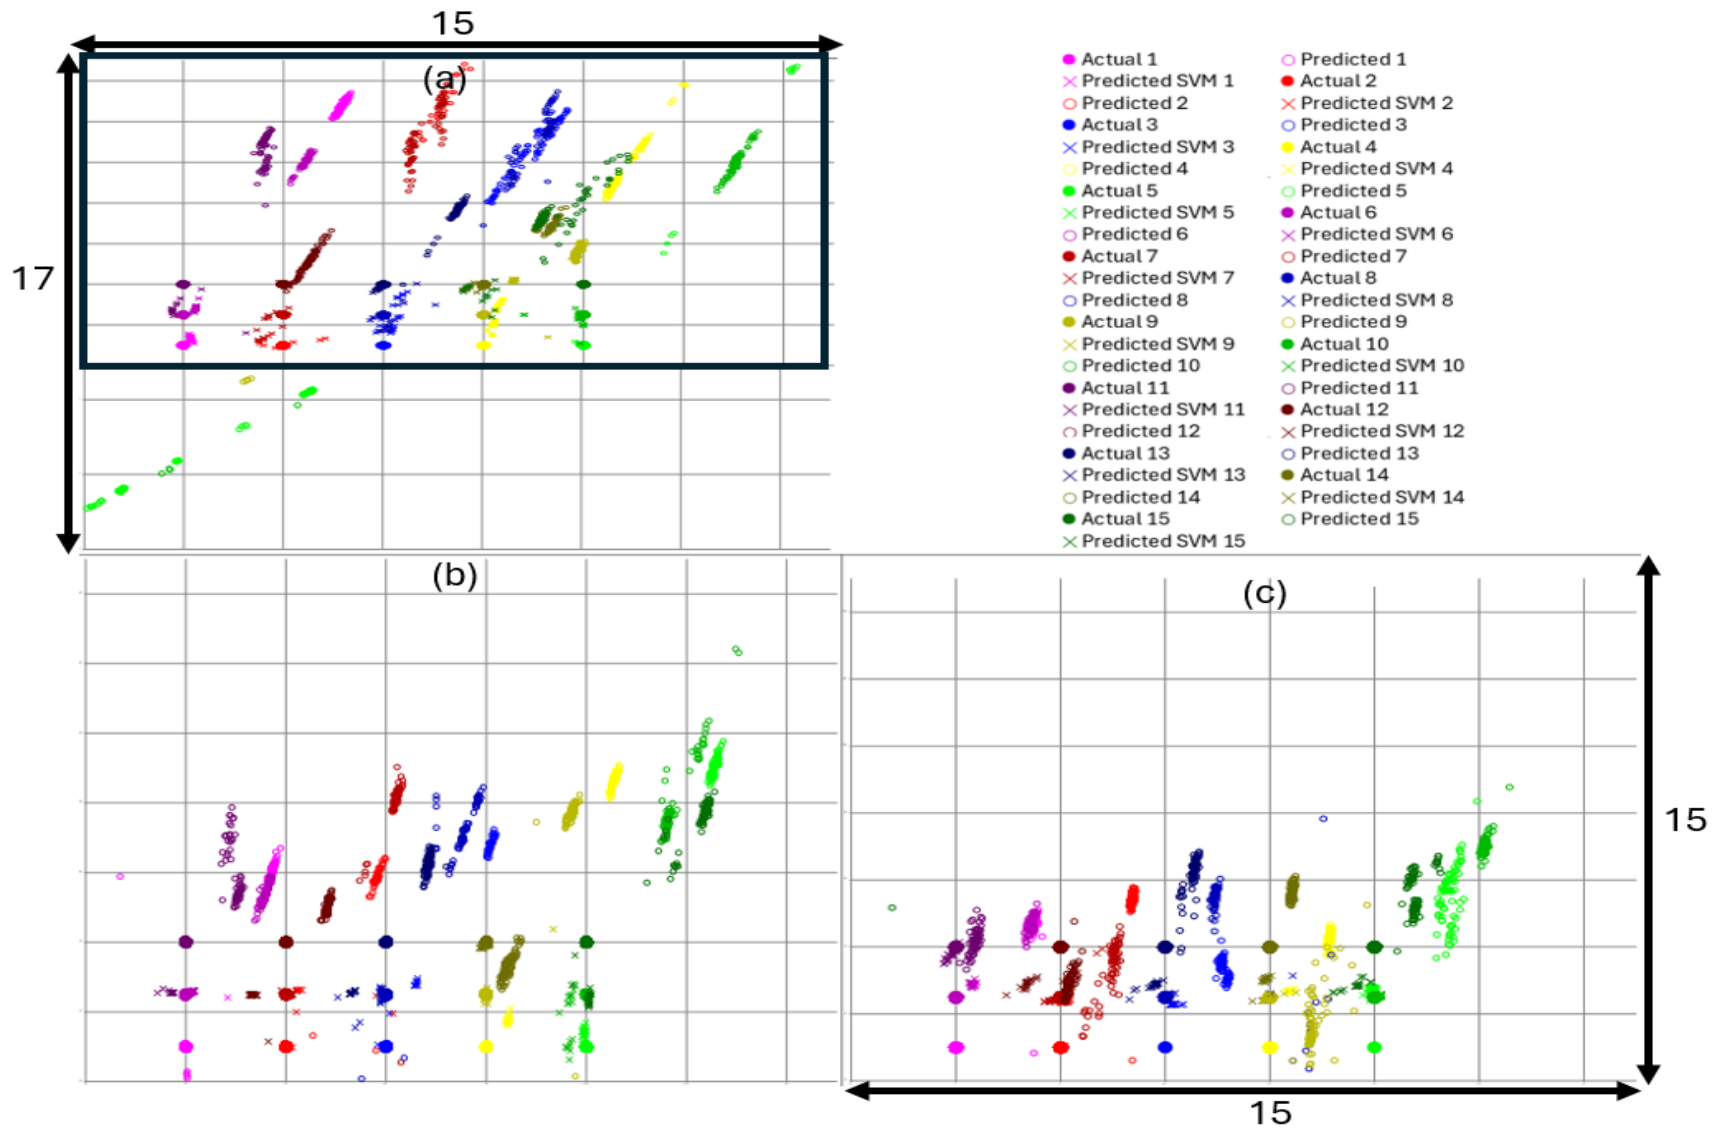 15
(a)
17
Actual 1 Predicted 1
Predicted SVM 1 Actual 2
Predicted 2 Predicted SVM 2
Actual 3 Predicted 3
Predicted SVM 3 Actual 4
Predicted 4 Predicted SVM 4
Actual 5 Predicted 5
Predicted SVM 5 Actual 6
Predicted 6 Predicted SVM 6
Actual 7 Predicted 7
Predicted SVM 7 Actual 8
Predicted 8 Predicted SVM 8
Actual 9 Predicted 9
Predicted SVM 9 Actual 10
Predicted 10 Predicted SVM 10
Actual 11 Predicted 11
Predicted SVM 11 Actual 12
Predicted 12 Predicted SVM 12
Actual 13 Predicted 13
Predicted SVM 13 Actual 14
Predicted 14 Predicted SVM 14
Actual 15 Predicted 15
Predicted SVM 15
(b)
(c)
15
15